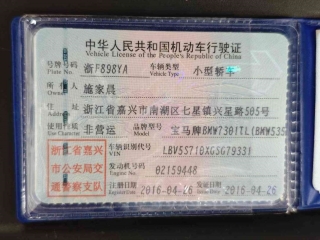 中华人民共和国机动车行驶证
Vehicle License of the People's Republic of China
号牌号码 浙F898YA 车辆类型 小型轿车
Plate No. Vehicle Type
所有人 施家晨
Owner
住址 浙江省嘉兴市南湖区七星镇兴星路505号
Address
使用性质 非营运 品牌型号 宝马牌BMW7301TL(BMW535
Use Character Model
浙江省嘉兴 车辆识别代号 LBV5S710XGSG79331
VIN
市公安局交 发动机号码 02159448
Engine No.
通警察支队 注册日期 2016-04-26 发证日期 2016-04-26
Register Date Issue Date